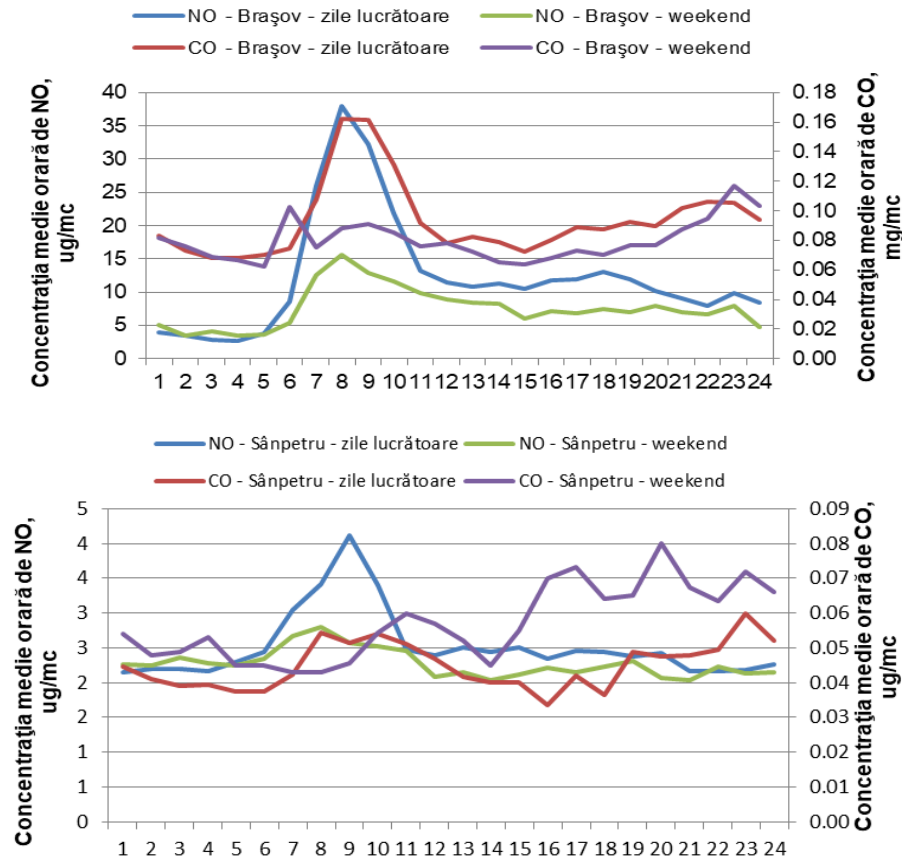 NO - Braşov - zile lucrătoare NO - Braşov - weekend
CO - Braşov - zile lucrătoare CO - Braşov - weekend
Concentraţia medie orară de NO,
ug/mc
40
35
30
25
20
15
10
5
0
0.18
0.16
0.14
0.12
0.10
0.08
0.06
0.04
0.02
0.00
Concentraţia medie orară de CO,
mg/mc
1 2 3 4 5 6 7 8 9 10 11 12 13 14 15 16 17 18 19 20 21 22 23 24
NO - Sânpetru - zile lucrătoare NO - Sânpetru - weekend
CO - Sânpetru - zile lucrătoare CO - Sânpetru - weekend
Concentraţia medie orară de NO,
ug/mc
5
4
4
3
3
2
2
1
1
0
0.09
0.08
0.07
0.06
0.05
0.04
0.03
0.02
0.01
0.00
Concentraţia medie orară de CO,
ug/mc
1 2 3 4 5 6 7 8 9 10 11 12 13 14 15 16 17 18 19 20 21 22 23 24